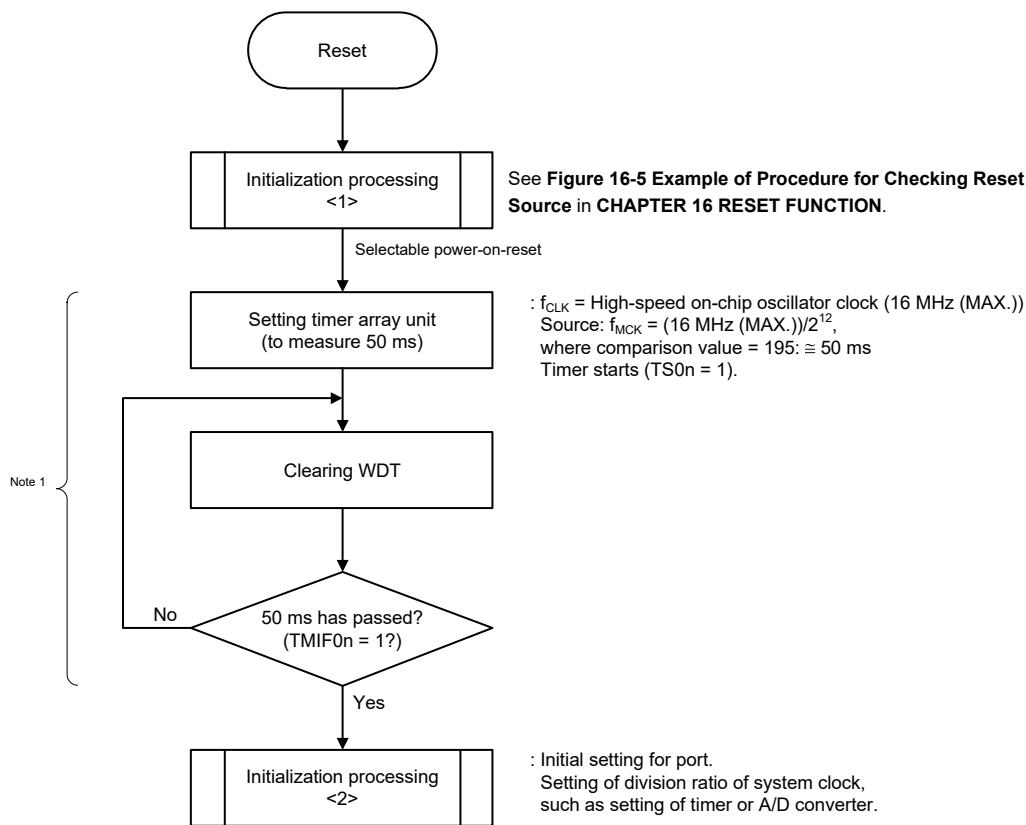 Reset
Initialization processing
<1>
See Figure 16-5 Example of Procedure for Checking Reset
Source in CHAPTER 16 RESET FUNCTION.
Selectable power-on-reset
Setting timer array unit
(to measure 50 ms)
: fCLK = High-speed on-chip oscillator clock (16 MHz (MAX.))
Source: fMCK = (16 MHz (MAX.))/2¹²,
where comparison value = 195: ≅ 50 ms
Timer starts (TS0n = 1).
Clearing WDT
Note 1
No
50 ms has passed?
(TMIF0n = 1?)
Yes
Initialization processing
<2>
: Initial setting for port.
Setting of division ratio of system clock,
such as setting of timer or A/D converter.